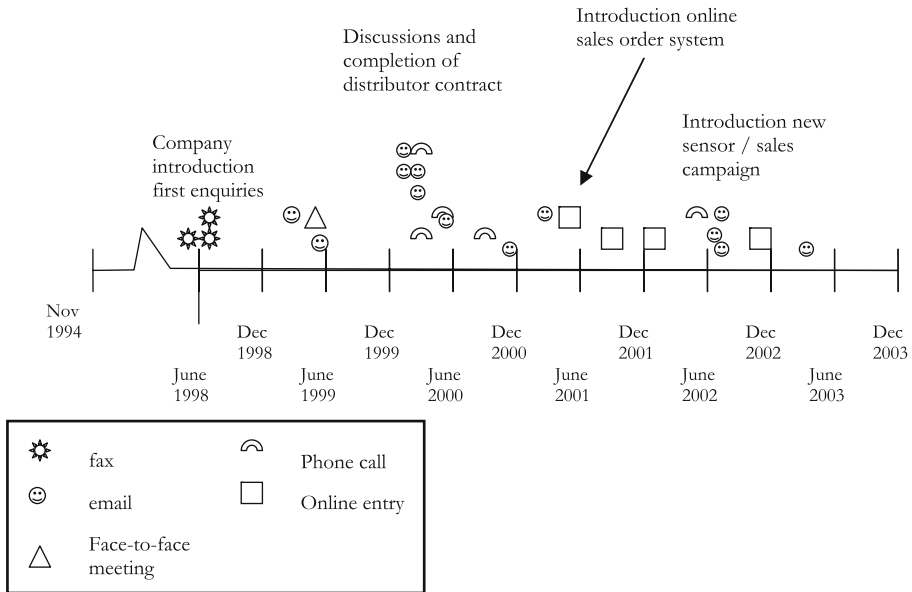 Introduction online
sales order system
Discussions and
completion of
distributor contract
Introduction new
sensor / sales
campaign
Company
introduction
first enquiries
Nov
1994
Dec
1998
Dec
1999
Dec
2000
Dec
2001
Dec
2002
Dec
2003
June
1998
June
1999
June
2000
June
2001
June
2002
June
2003
fax
Phone call
email
Online entry
Face-to-face
meeting